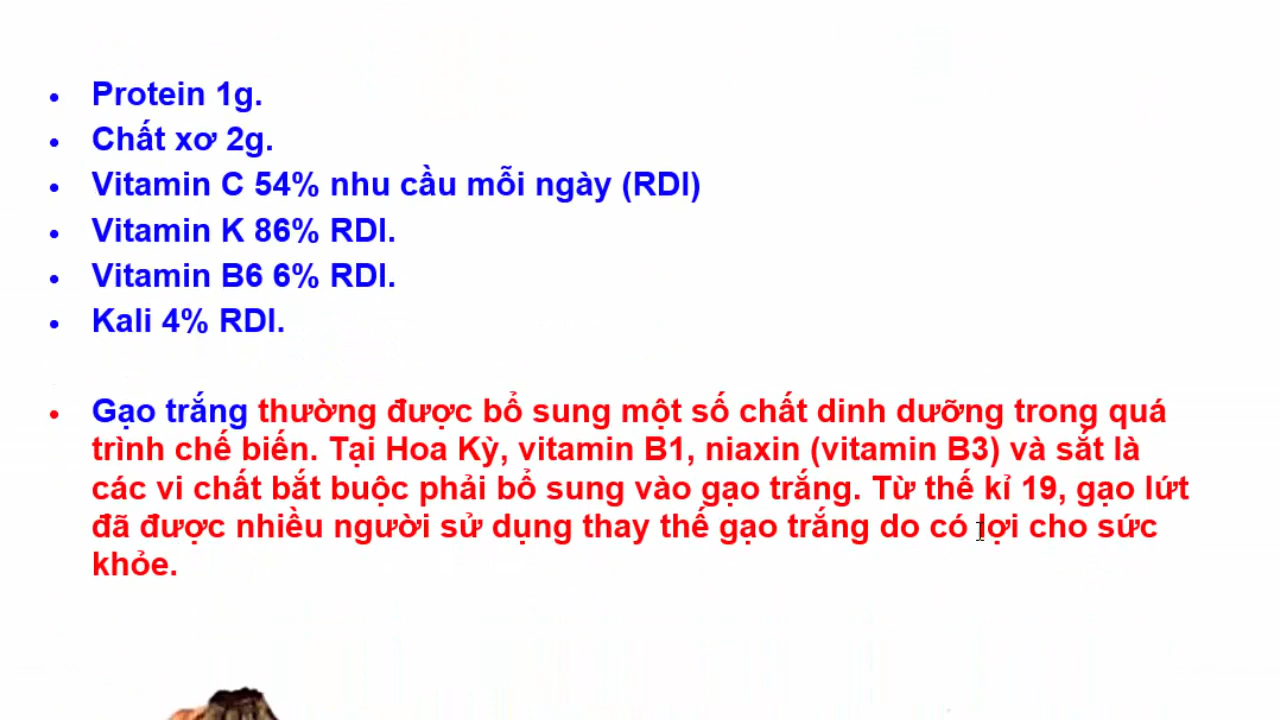 • Protein 1g.
• Chất xơ 2g.
• Vitamin C 54% nhu cầu mỗi ngày (RDI)
• Vitamin K 86% RDI.
• Vitamin B6 6% RDI.
• Kali 4% RDI.
• Gạo trắng thường được bổ sung một số chất dinh dưỡng trong quá
trình chế biến. Tại Hoa Kỳ, vitamin B1, niaxin (vitamin B3) và sắt là
các vi chất bắt buộc phải bổ sung vào gạo trắng. Từ thế kỉ 19, gạo lứt
đã được nhiều người sử dụng thay thế gạo trắng do có lợi cho sức
khỏe.